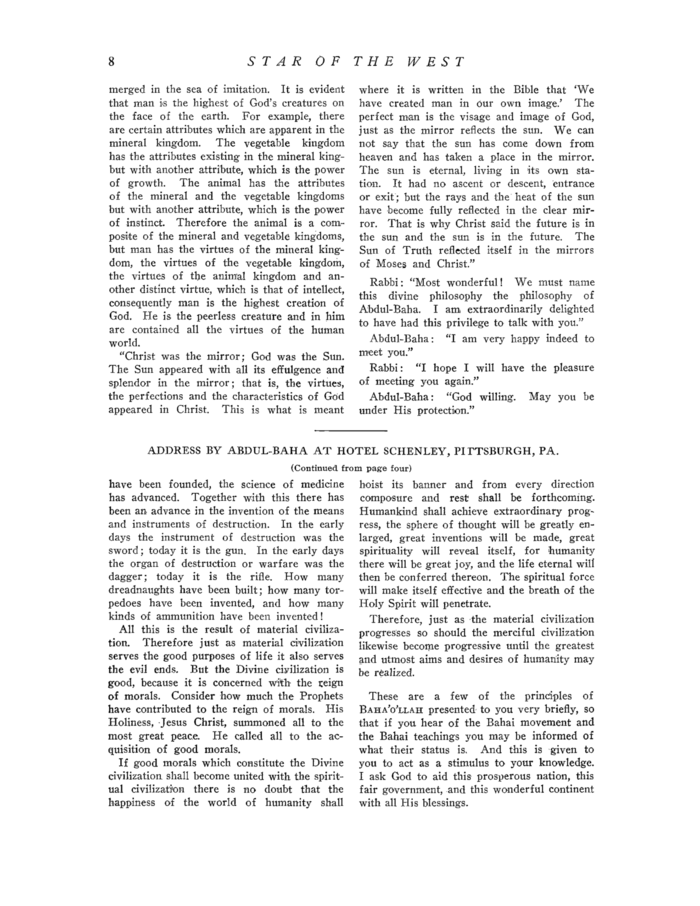 8 STAR OF THE WEST
merged in the sea of imitation. It is evident
that man is the highest of God's creatures on
the face of the earth. For example, there
are certain attributes which are apparent in the
mineral kingdom. The vegetable kingdom
has the attributes existing in the mineral king-
but with another attribute, which is the power
of growth. The animal has the attributes
of the mineral and the vegetable kingdoms
but with another attribute, which is the power
of instinct. Therefore the animal is a com-
posite of the mineral and vegetable kingdoms,
but man has the virtues of the mineral king-
dom, the virtues of the vegetable kingdom,
the virtues of the animal kingdom and an-
other distinct virtue, which is that of intellect,
consequently man is the highest creation of
God. He is the peerless creature and in him
are contained all the virtues of the human
world.
"Christ was the mirror; God was the Sun.
The Sun appeared with all its effulgence and
splendor in the mirror; that is, the virtues,
the perfections and the characteristics of God
appeared in Christ. This is what is meant
where it is written in the Bible that 'We
have created man in our own image.' The
perfect man is the visage and image of God,
just as the mirror reflects the sun. We can
not say that the sun has come down from
heaven and has taken a place in the mirror.
The sun is eternal, living in its own sta-
tion. It had no ascent or descent, entrance
or exit; but the rays and the heat of the sun
have become fully reflected in the clear mir-
ror. That is why Christ said the future is in
the sun and the sun is in the future. The
Sun of Truth reflected itself in the mirrors
of Moses and Christ."
Rabbi: "Most wonderful! We must name
this divine philosophy the philosophy of
Abdul-Baha. I am extraordinarily delighted
to have had this privilege to talk with you."
Abdul-Baha: "I am very happy indeed to
meet you."
Rabbi: "I hope I will have the pleasure
of meeting you again."
Abdul-Baha: "God willing. May you be
under His protection."
ADDRESS BY ABDUL-BAHA AT HOTEL SCHENLEY, PITTSBURGH, PA.
(Continued from page four)
have been founded, the science of medicine
has advanced. Together with this there has
been an advance in the invention of the means
and instruments of destruction. In the early
days the instrument of destruction was the
sword; today it is the gun. In the early days
the organ of destruction or warfare was the
dagger; today it is the rifle. How many
dreadnaughts have been built; how many tor-
pedoes have been invented, and how many
kinds of ammunition have been invented!
All this is the result of material civiliza-
tion. Therefore just as material civilization
serves the good purposes of life it also serves
the evil ends. But the Divine civilization is
good, because it is concerned with the reign
of morals. Consider how much the Prophets
have contributed to the reign of morals. His
Holiness, Jesus Christ, summoned all to the
most great peace. He called all to the ac-
quisition of good morals.
If good morals which constitute the Divine
civilization shall become united with the spirit-
ual civilization there is no doubt that the
happiness of the world of humanity shall
hoist its banner and from every direction
composure and rest shall be forthcoming.
Humankind shall achieve extraordinary prog-
ress, the sphere of thought will be greatly en-
larged, great inventions will be made, great
spirituality will reveal itself, for humanity
there will be great joy, and the life eternal will
then be conferred thereon. The spiritual force
will make itself effective and the breath of the
Holy Spirit will penetrate.
Therefore, just as the material civilization
progresses so should the merciful civilization
likewise become progressive until the greatest
and utmost aims and desires of humanity may
be realized.
These are a few of the principles of
BAHA'O'LLAH presented to you very briefly, so
that if you hear of the Bahai movement and
the Bahai teachings you may be informed of
what their status is. And this is given to
you to act as a stimulus to your knowledge.
I ask God to aid this prosperous nation, this
fair government, and this wonderful continent
with all His blessings.